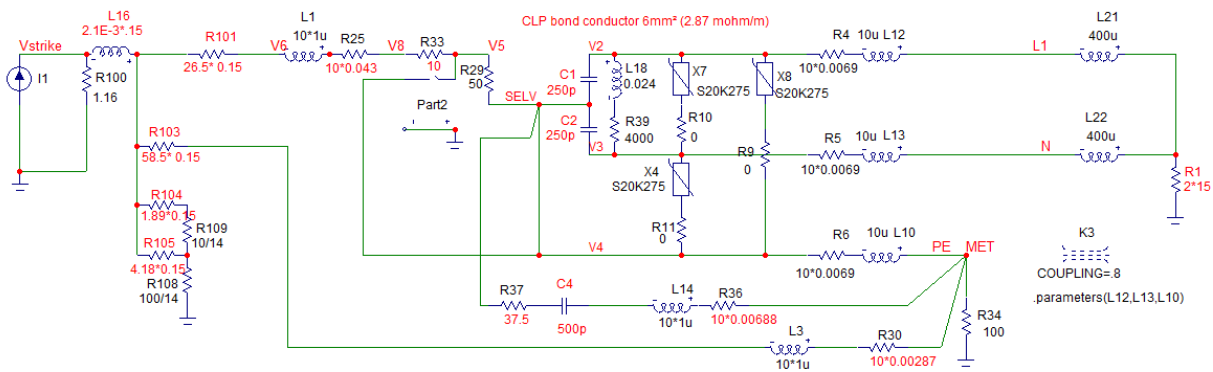 CLP bond conductor 6mm² (2.87 mohm/m)
L16
2.1E-3*.15
Vstrike
I1
R100
1.16
R101
26.5* 0.15
V6
L1
10*1u
R25
10*0.043
V8
R33
10
V5
R29
50
SELV
Part2
V2
C1
250p
C2
250p
V3
L18
0.024
R39
4000
X7
S20K275
R10
0
X8
S20K275
R9
0
X4
S20K275
R11
0
V4
R4
10*0.0069
10u L12
L1
L21
400u
R5
10*0.0069
10u L13
N
L22
400u
R1
2*15
R103
58.5* 0.15
R104
1.89*0.15
R109
10/14
R105
4.18*0.15
R108
100/14
R6
10*0.0069
10u L10
PE MET
K3
COUPLING=.8
.parameters(L12,L13,L10)
R37
37.5
C4
500p
L14
10*1u
R36
10*0.00688
R34
100
L3
10*1u
R30
10*0.00287